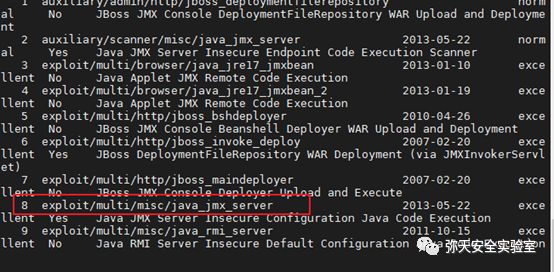 1 auxiliary/admin/http/jboss_deploymentfilerepository norm
al No JBoss JMX Console DeploymentFileRepository WAR Upload and Deployme
nt
2 auxiliary/scanner/misc/java_jmx_server 2013-05-22 norm
al Yes Java JMX Server Insecure Endpoint Code Execution Scanner
3 exploit/multi/browser/java_jre17_jmxbean 2013-01-10 exce
llent No Java Applet JMX Remote Code Execution
4 exploit/multi/browser/java_jre17_jmxbean_2 2013-01-19 exce
llent No Java Applet JMX Remote Code Execution
5 exploit/multi/http/jboss_bshdeployer 2010-04-26 exce
llent No JBoss JMX Console Beanshell Deployer WAR Upload and Deployment
6 exploit/multi/http/jboss_invoke_deploy 2007-02-20 exce
llent Yes JBoss DeploymentFileRepository WAR Deployment (via JMXInvokerServl
et)
7 exploit/multi/http/jboss_maindeployer 2007-02-20 exce
llent No JBoss JMX Console Deployer Upload and Execute
8 exploit/multi/misc/java_jmx_server 2013-05-22 exce
llent Yes Java JMX Server Insecure Configuration Java Code Execution
9 exploit/multi/misc/java_rmi_server 2011-10-15 exce
llent No Java RMI Server Insecure Default Configuration Execution
弥天安全实验室